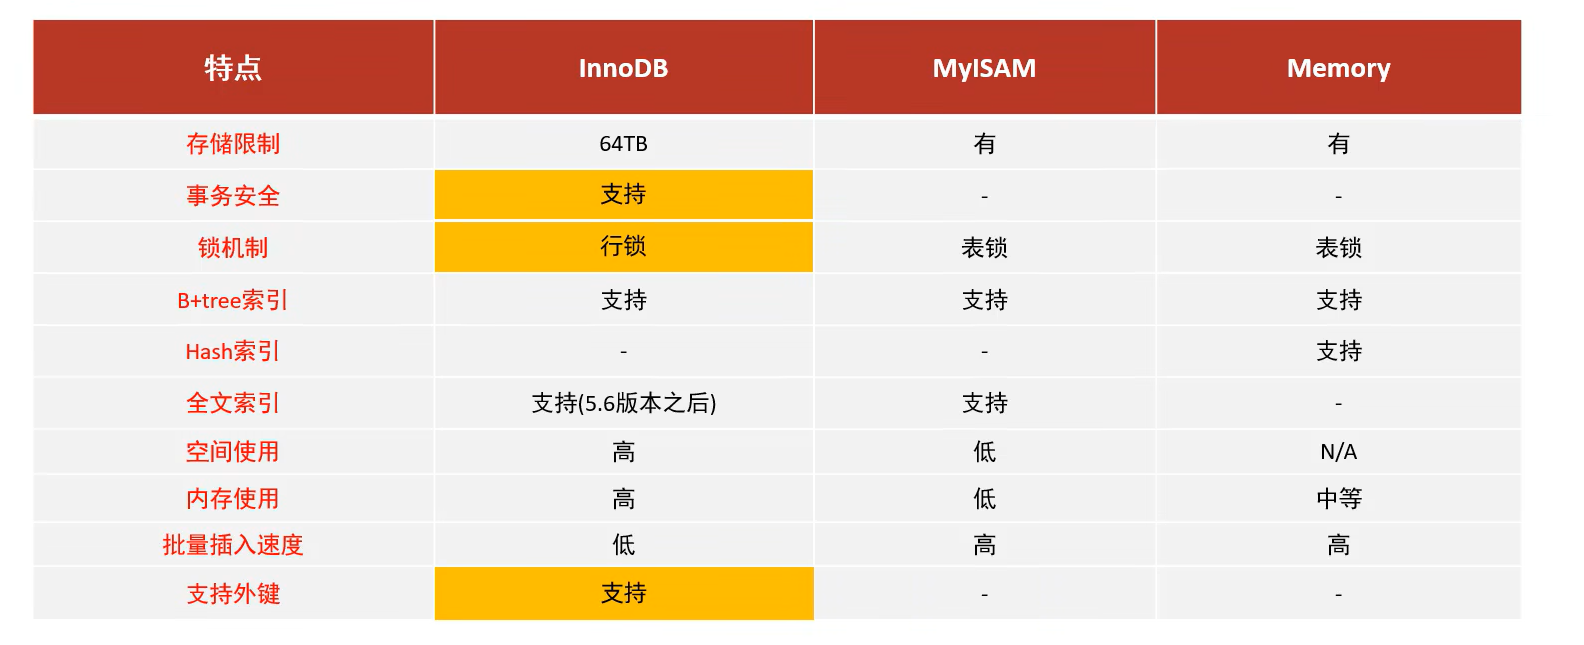 特点 InnoDB MyISAM Memory
存储限制 64TB 有 有
事务安全 支持 - -
锁机制 行锁 表锁 表锁
B+tree索引 支持 支持 支持
Hash索引 - - 支持
全文索引 支持(5.6版本之后) 支持 -
空间使用 高 低 N/A
内存使用 高 低 中等
批量插入速度 低 高 高
支持外键 支持 - -